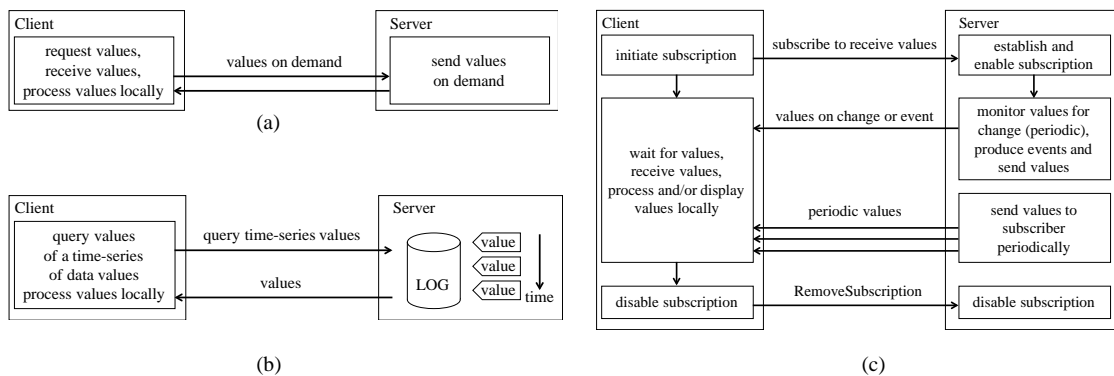 Client
request values,
receive values,
process values locally
values on demand
Server
send values
on demand
(a)
Client
query values
of a time-series
of data values
process values locally
query time-series values
values
Server
LOG
value
value
value
time
(b)
Client
initiate subscription
subscribe to receive values
Server
establish and
enable subscription
wait for values,
receive values,
process and/or display
values locally
values on change or event
monitor values for
change (periodic),
produce events and
send values
periodic values
send values to
subscriber
periodically
disable subscription
RemoveSubscription
disable subscription
(c)